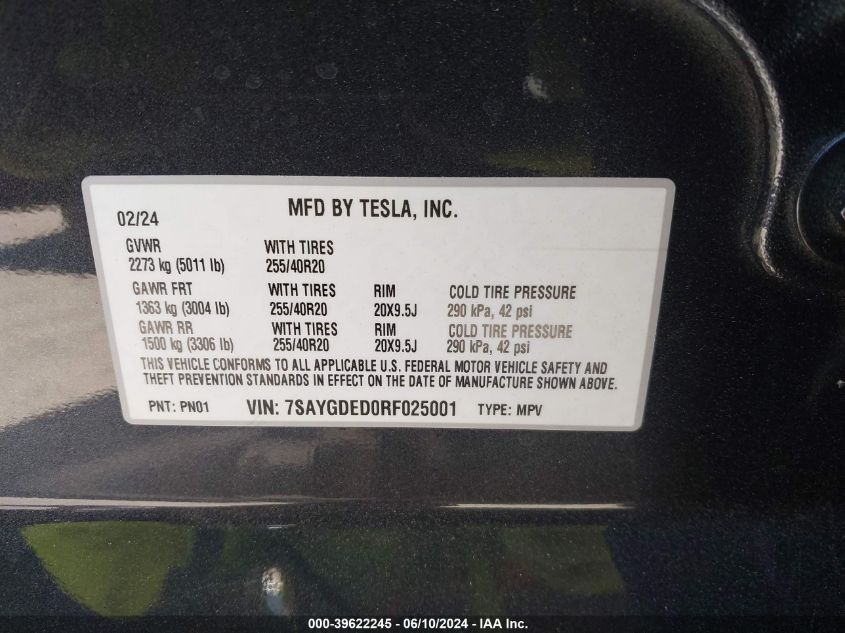 02/24 MFD BY TESLA, INC.
GVWR WITH TIRES
2273 kg (5011 lb) 255/40R20
GAWR FRT WITH TIRES RIM COLD TIRE PRESSURE
1363 kg (3004 lb) 255/40R20 20X9.5J 290 kPa, 42 psi
GAWR RR WITH TIRES RIM COLD TIRE PRESSURE
1500 kg (3306 lb) 255/40R20 20X9.5J 290 kPa, 42 psi
THIS VEHICLE CONFORMS TO ALL APPLICABLE U.S. FEDERAL MOTOR VEHICLE SAFETY AND
THEFT PREVENTION STANDARDS IN EFFECT ON THE DATE OF MANUFACTURE SHOWN ABOVE.
PNT: PN01 VIN: 7SAYGDED0RF025001 TYPE: MPV
000-39622245 - 06/10/2024 - © IAA Inc.